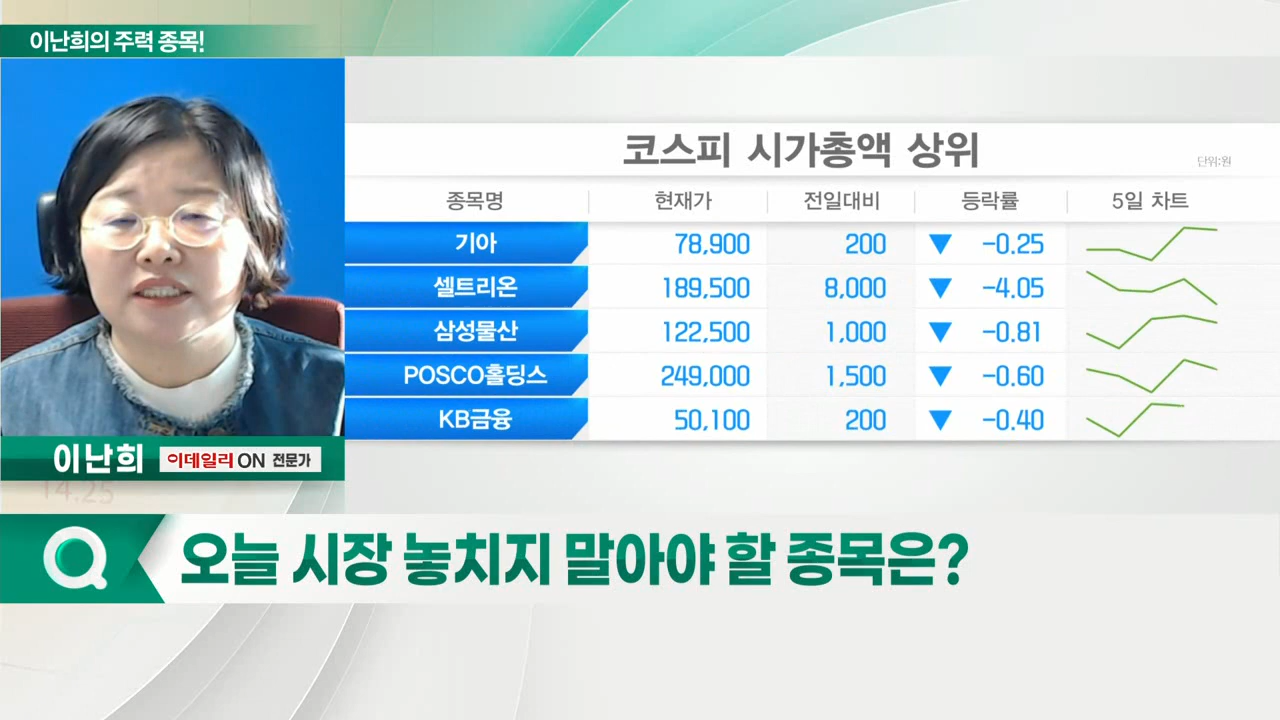 이난희의 주력 종목!
코스피 시가총액 상위
단위:원
종목명 현재가 전일대비 등락률 5일 차트
기아 78,900 200 ▼ -0.25
셀트리온 189,500 8,000 ▼ -4.05
삼성물산 122,500 1,000 ▼ -0.81
POSCO홀딩스 249,000 1,500 ▼ -0.60
KB금융 50,100 200 ▼ -0.40
이난희 이데일리 ON 전문가
14.25
Q 오늘 시장 놓치지 말아야 할 종목은?